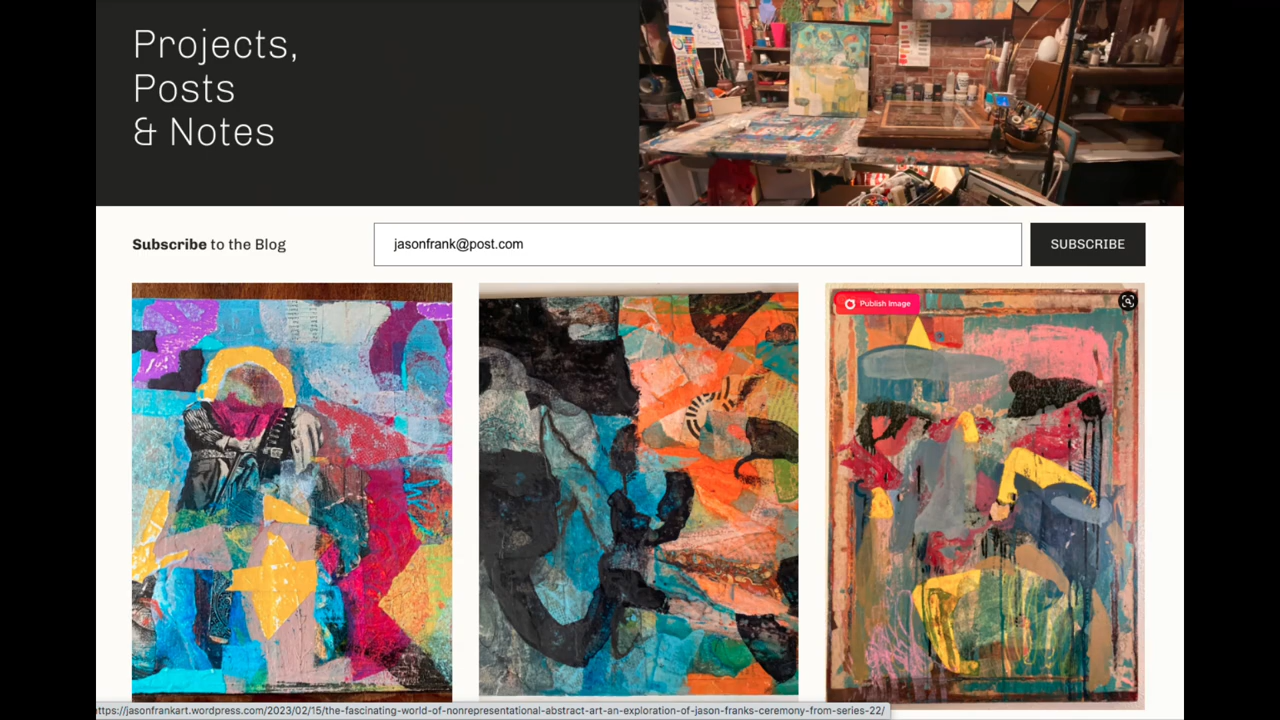 Projects,
Posts
& Notes
Subscribe to the Blog
jasonfrank@post.com
SUBSCRIBE
Publish Image
ttps://jasonfrankart.wordpress.com/2023/02/15/the-fascinating-world-of-nonrepresentational-abstract-art-an-exploration-of-jason-franks-ceremony-from-series-22/